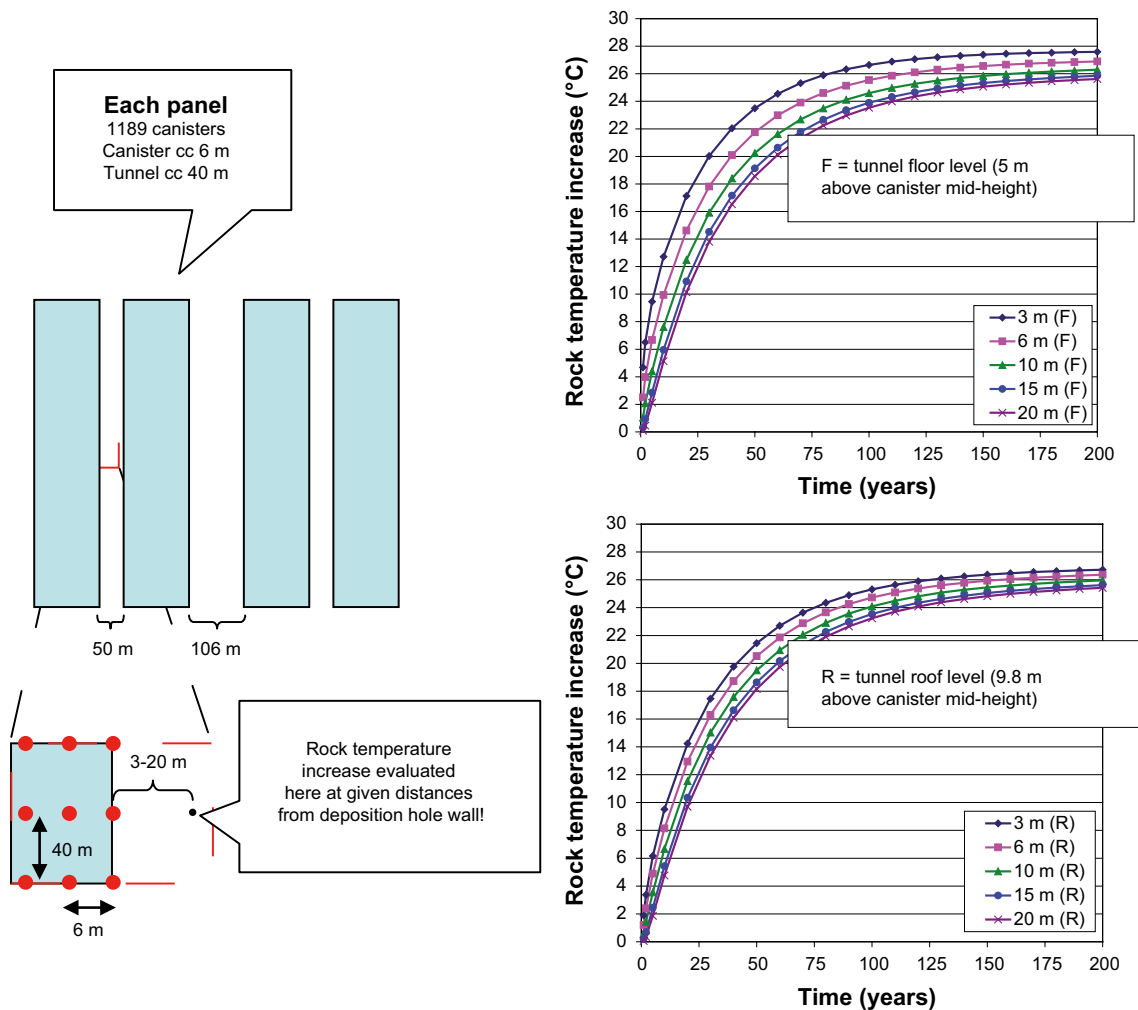 Each panel
1189 canisters
Canister cc 6 m
Tunnel cc 40 m
50 m
106 m
3-20 m
40 m
6 m
Rock temperature
increase evaluated
here at given distances
from deposition hole wall!
Rock temperature increase (°C)
30
28
26
24
22
20
18
16
14
12
10
8
6
4
2
0
F = tunnel floor level (5 m
above canister mid-height)
3 m (F)
6 m (F)
10 m (F)
15 m (F)
20 m (F)
0 25 50 75 100 125 150 175 200
Time (years)
Rock temperature increase (°C)
30
28
26
24
22
20
18
16
14
12
10
8
6
4
2
0
R = tunnel roof level (9.8 m
above canister mid-height)
3 m (R)
6 m (R)
10 m (R)
15 m (R)
20 m (R)
0 25 50 75 100 125 150 175 200
Time (years)